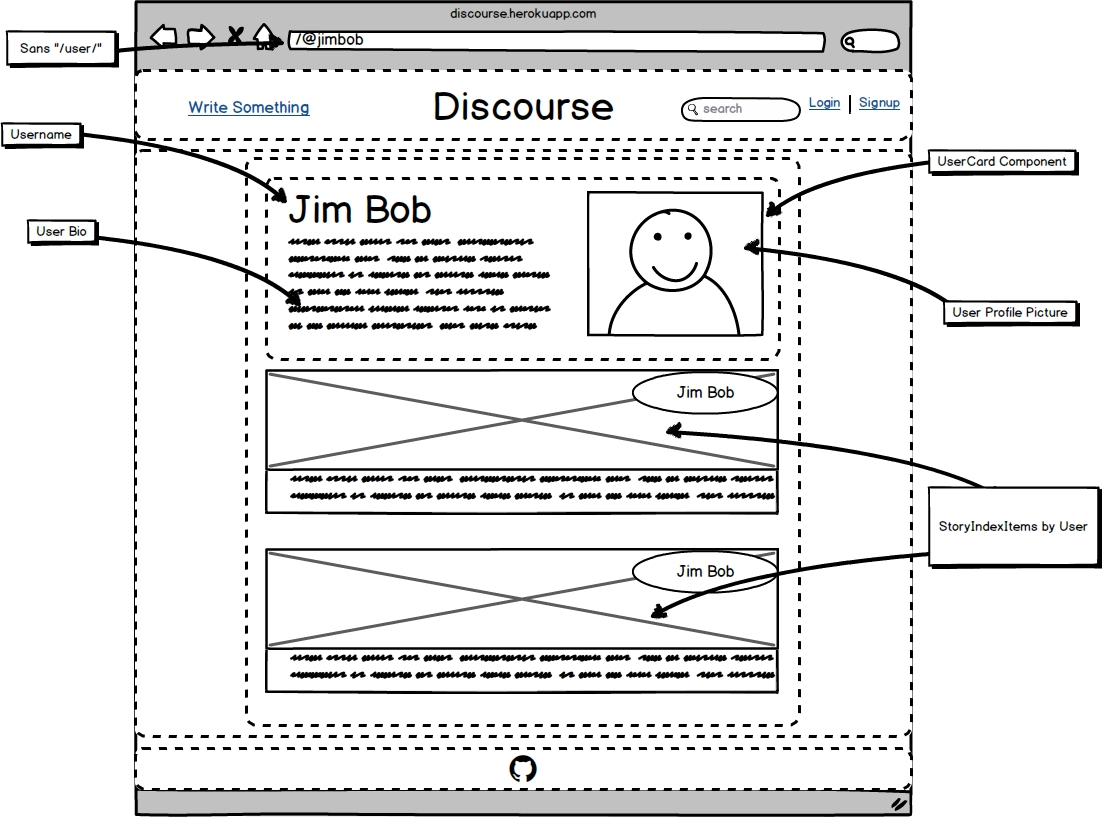 discourse.herokuapp.com
Sans "/user/"
/@jimbob
Write Something
Discourse
search
Login
Signup
Username
UserCard Component
Jim Bob
User Bio
User Profile Picture
Jim Bob
StoryIndexItems by User
Jim Bob